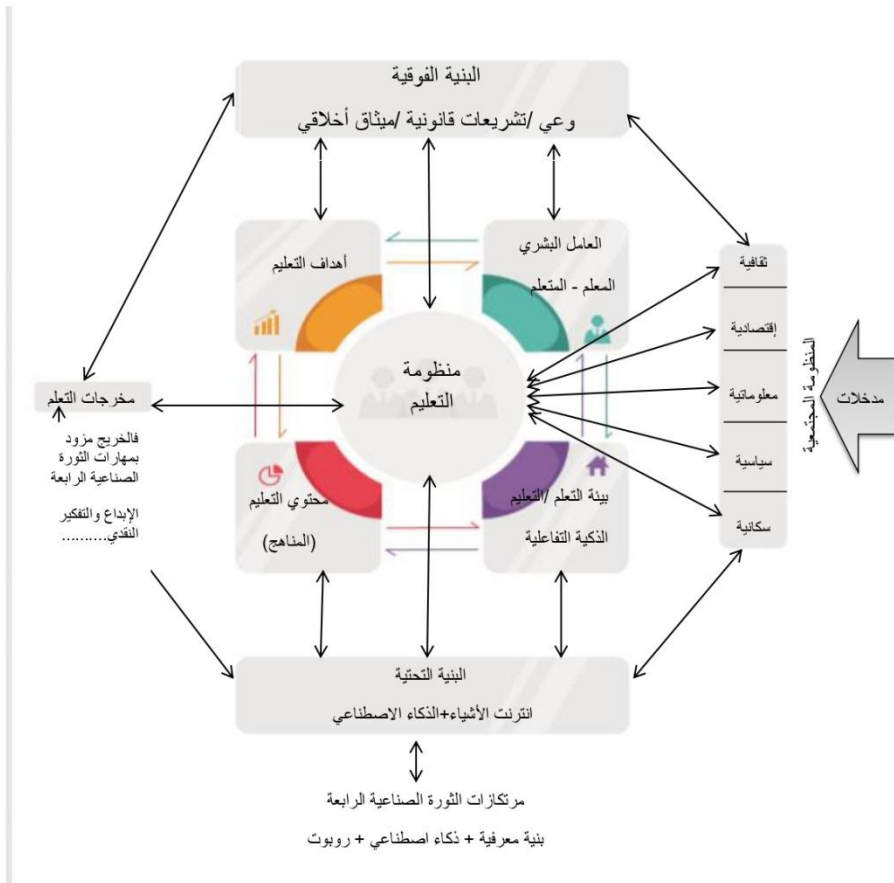 البنية الفوقية
وعي /تشريعات قانونية /ميثاق أخلاقي
العامل البشري
المعلم - المتعلم
أهداف التعليم
منظومة
التعليم
بيئة التعلم /التعليم
الذكية التفاعلية
محتوي التعليم
(المناهج)
مدخلات
المنظومة المجتمعية
ثقافية
إقتصادية
معلوماتية
سياسية
سكانية
مخرجات التعلم
فالخريج مزود
بمهارات الثورة
الصناعية الرابعة
الإبداع والتفكير
النقدي..........
البنية التحتية
انترنت الأشياء+الذكاء الاصطناعي
مرتكازات الثورة الصناعية الرابعة
بنية معرفية + ذكاء اصطناعي + روبوت